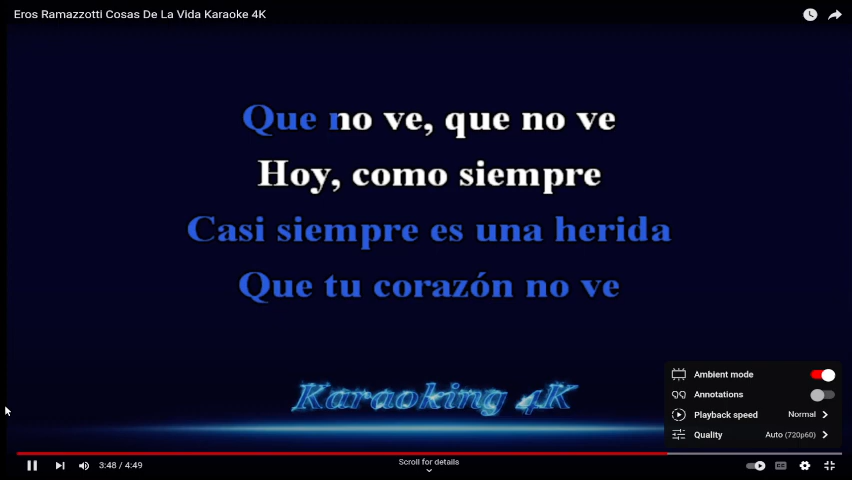 Eros Ramazzotti Cosas De La Vida Karaoke 4K
Que no ve, que no ve
Hoy, como siempre
Casi siempre es una herida
Que tu corazón no ve
Karaoking 4K
Ambient mode
Annotations
Playback speed Normal
Quality Auto (720p60)
3:48 / 4:49
Scroll for details
CC